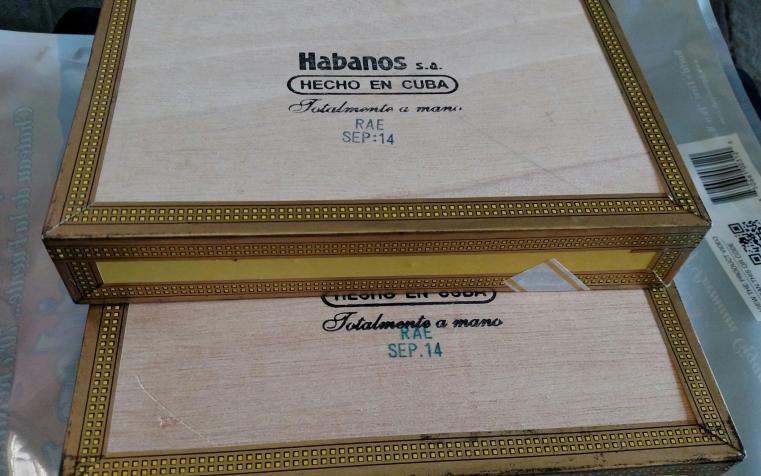 Habanos s.a.
HECHO EN CUBA
Totalmente a mano
RAE
SEP:14
HECHO EN CUBA
Totalmente a mano
RAE
SEP.14